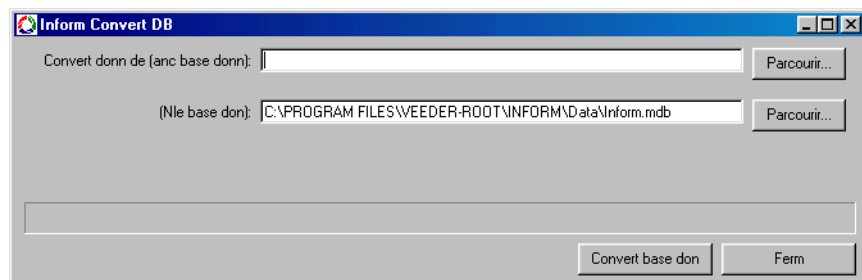 Inform Convert DB
Convert donn de (anc base donn): Parcourir...
(Nle base don): C:\PROGRAM FILES\VEEDER-ROOT\INFORM\Data\Inform.mdb Parcourir...
Convert base don Ferm